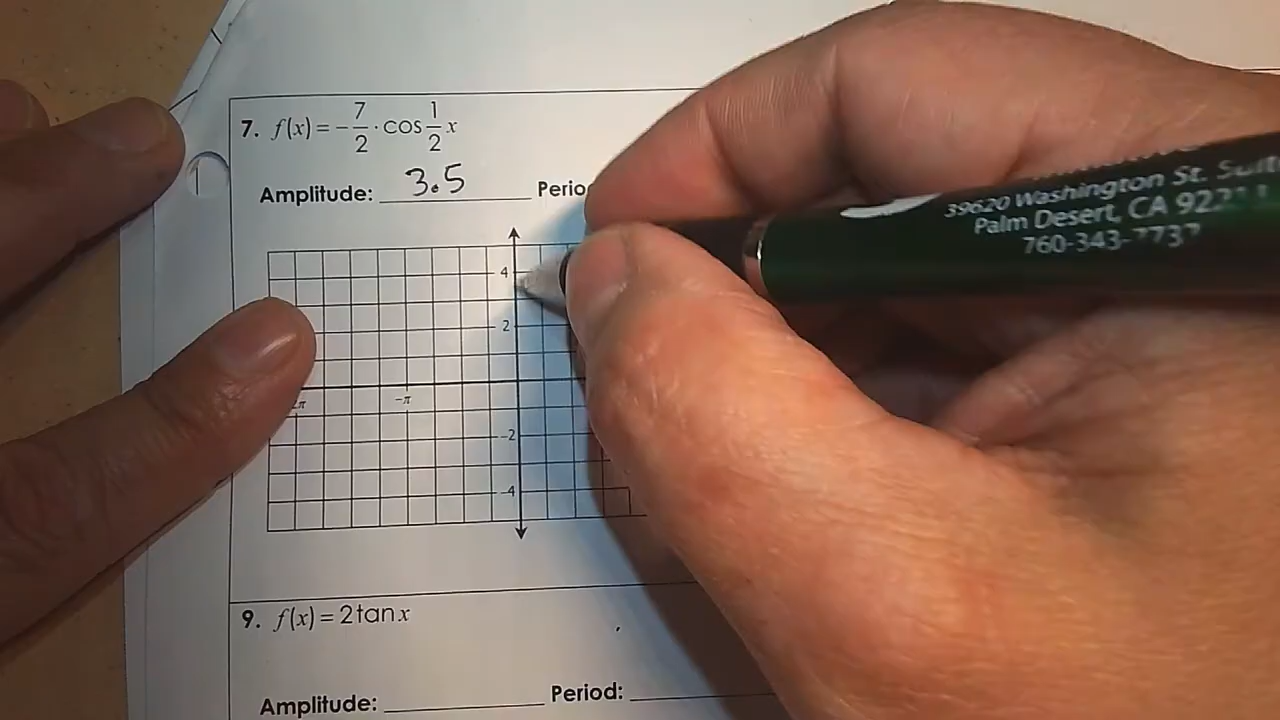 7. f(x) = -7/2 · cos 1/2 x
Amplitude: 3.5
4
2
-π
-2
-4
9. f(x) = 2tanx
Amplitude: Period:
39620 Washington St.
Palm Desert, CA